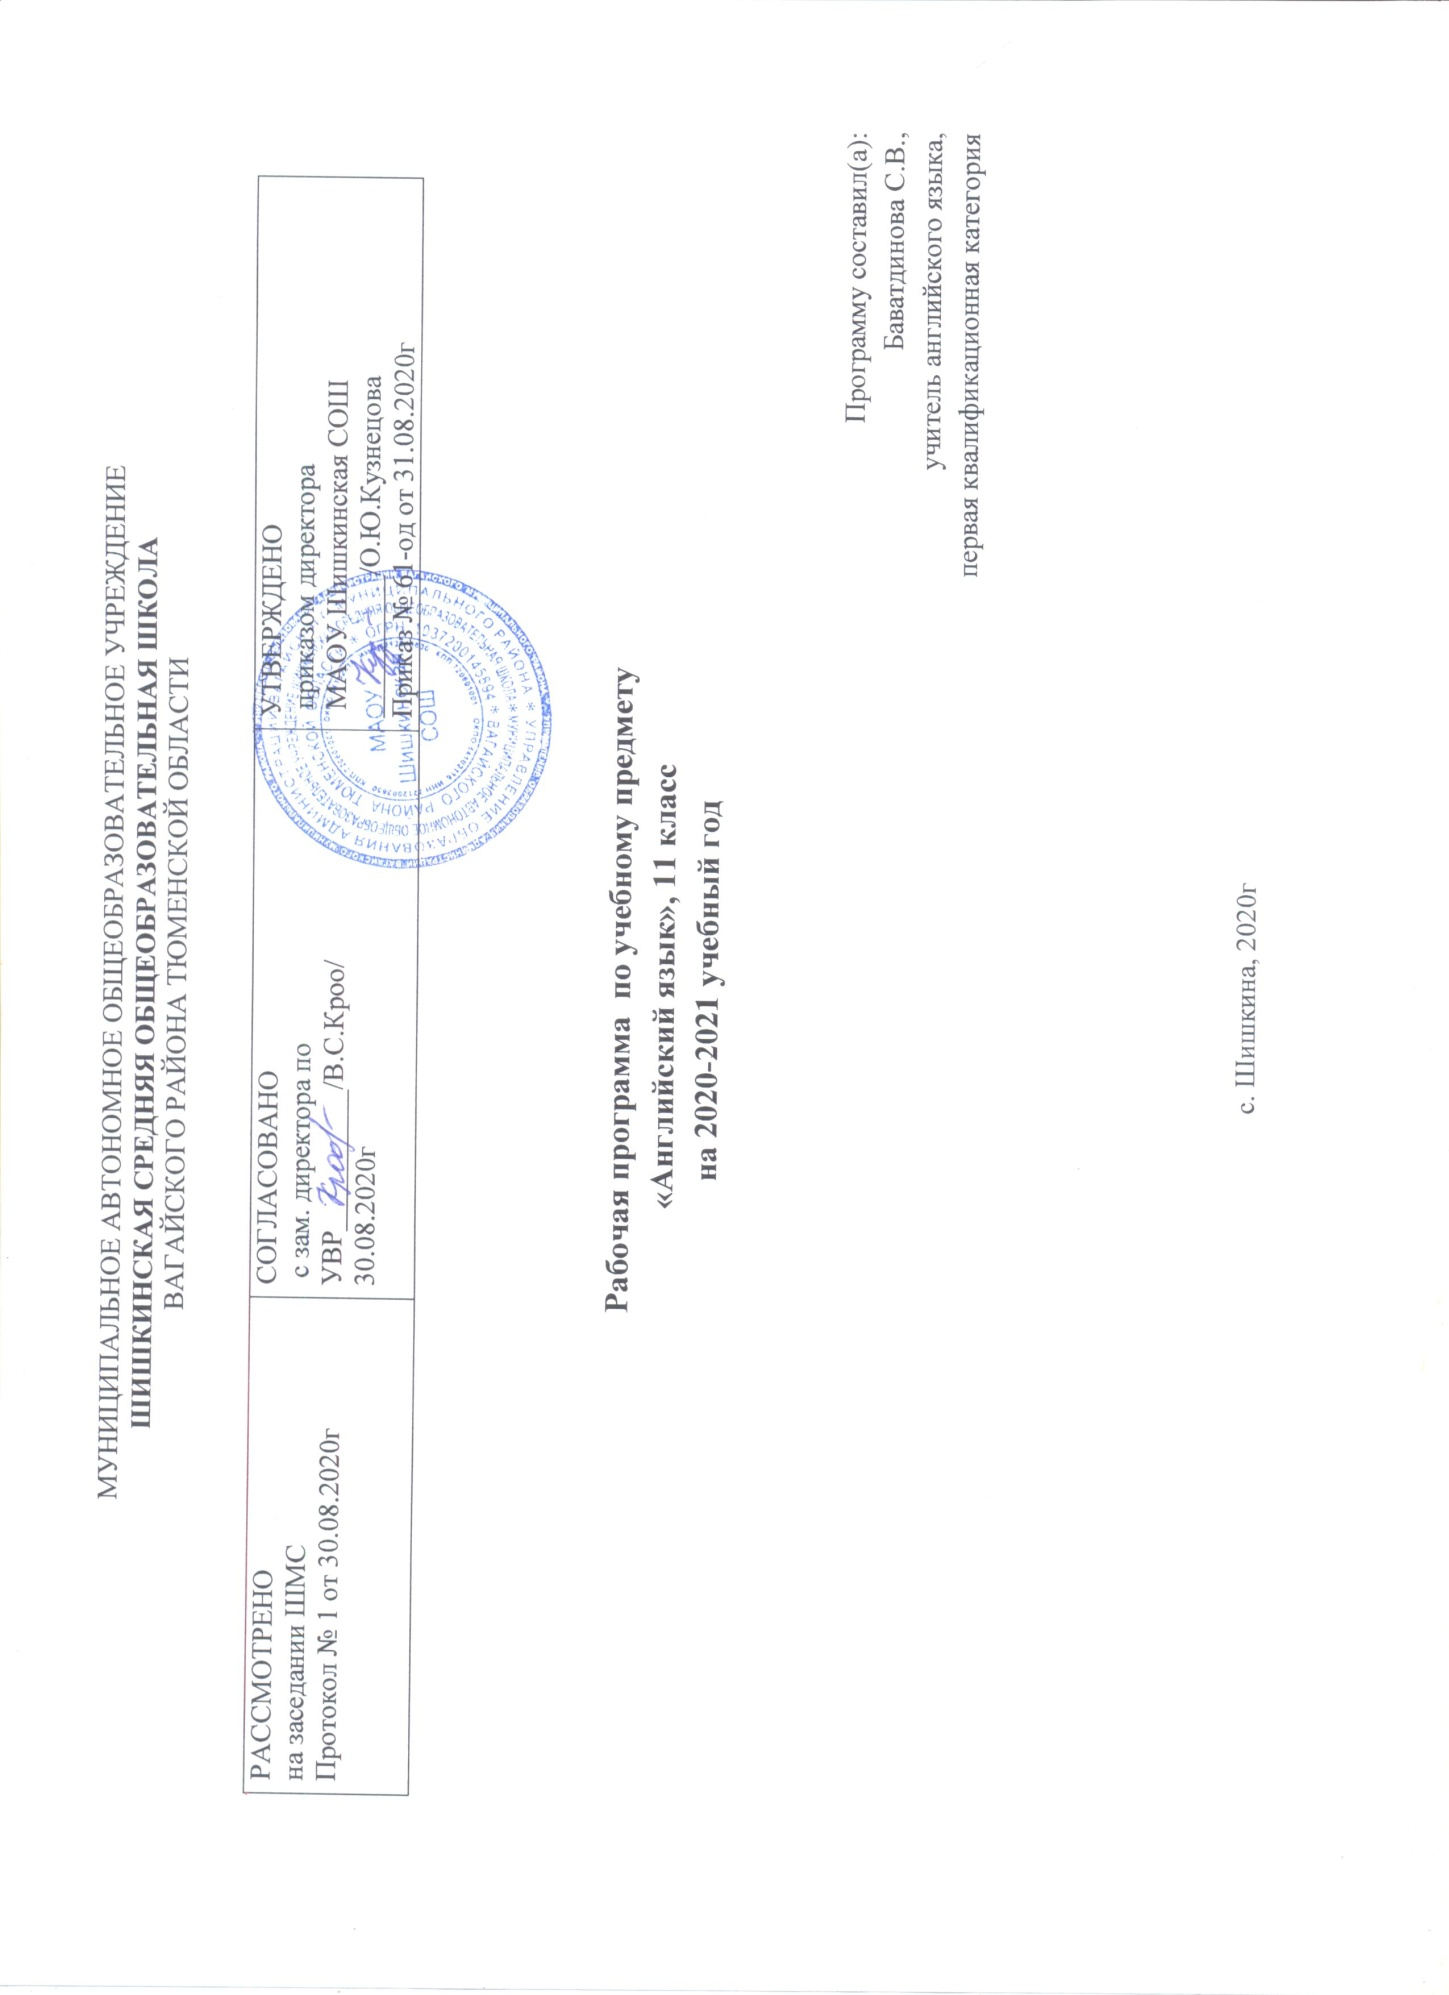 МУНИЦИПАЛЬНОЕ АВТОНОМНОЕ ОБЩЕОБРАЗОВАТЕЛЬНОЕ УЧРЕЖДЕНИЕ
ШИШКИНСКАЯ СРЕДНЯЯ ОБЩЕОБРАЗОВАТЕЛЬНАЯ ШКОЛА
ВАГАЙСКОГО РАЙОНА ТЮМЕНСКОЙ ОБЛАСТИ
РАССМОТРЕНО
на заседании ШМС
Протокол № 1 от 30.08.2020г
СОГЛАСОВАНО
с зам. директора по
УВР /В.С.Кроо/
30.08.2020г
УТВЕРЖДЕНО
приказом директора
МАОУ Шишкинская СОШ
/О.Ю.Кузнецова
Приказ № 61-од от 31.08.2020г
МАОУ
ШИШКИНСКАЯ
СОШ
Рабочая программа по учебному предмету
«Английский язык», 11 класс
на 2020-2021 учебный год
Программу составил(а):
Баватдинова С.В.,
учитель английского языка,
первая квалификационная категория
с. Шишкина, 2020г